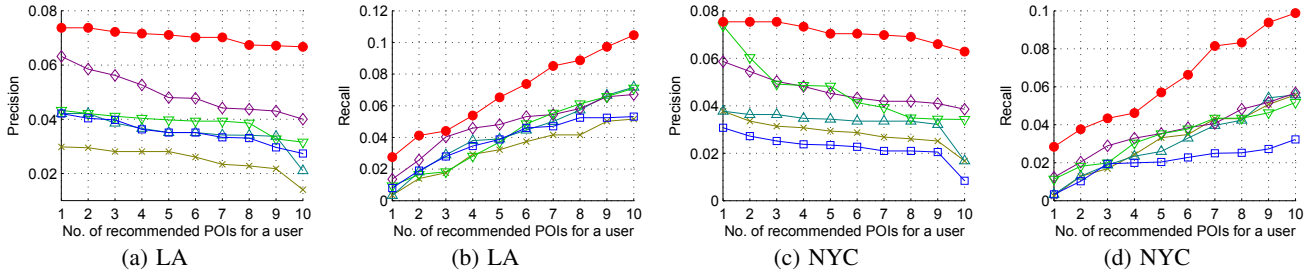 0.08
0.06
0.04
0.02
Precision
1 2 3 4 5 6 7 8 9 10
No. of recommended POIs for a user
(a) LA
0.12
0.1
0.08
0.06
0.04
0.02
0
Recall
1 2 3 4 5 6 7 8 9 10
No. of recommended POIs for a user
(b) LA
0.08
0.06
0.04
0.02
0
Precision
1 2 3 4 5 6 7 8 9 10
No. of recommended POIs for a user
(c) NYC
0.1
0.08
0.06
0.04
0.02
0
Recall
1 2 3 4 5 6 7 8 9 10
No. of recommended POIs for a user
(d) NYC